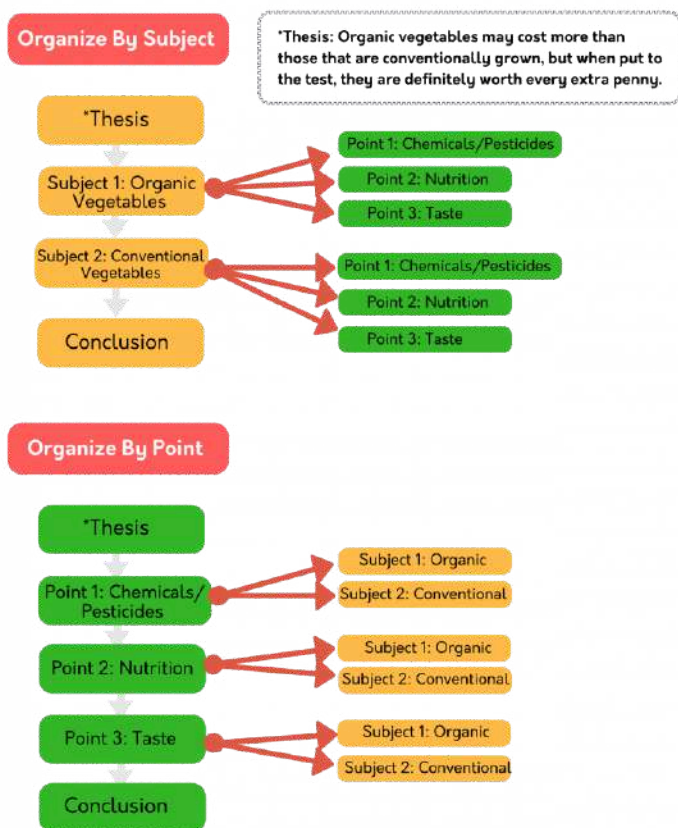 Organize By Subject
*Thesis: Organic vegetables may cost more than
those that are conventionally grown, but when put to
the test, they are definitely worth every extra penny.
*Thesis
Subject 1: Organic
Vegetables
Point 1: Chemicals/Pesticides
Point 2: Nutrition
Point 3: Taste
Subject 2: Conventional
Vegetables
Point 1: Chemicals/Pesticides
Point 2: Nutrition
Point 3: Taste
Conclusion
Organize By Point
*Thesis
Point 1: Chemicals/
Pesticides
Subject 1: Organic
Subject 2: Conventional
Point 2: Nutrition
Subject 1: Organic
Subject 2: Conventional
Point 3: Taste
Subject 1: Organic
Subject 2: Conventional
Conclusion